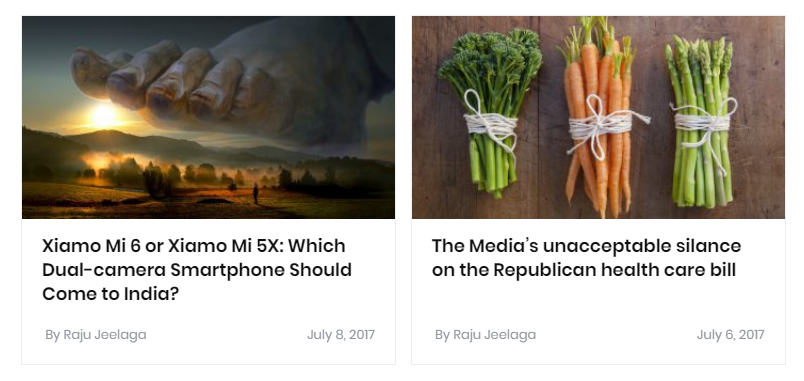 Xiamo Mi 6 or Xiamo Mi 5X: Which
Dual-camera Smartphone Should
Come to India?
By Raju Jeelaga
July 8, 2017
The Media's unacceptable silance
on the Republican health care bill
By Raju Jeelaga
July 6, 2017